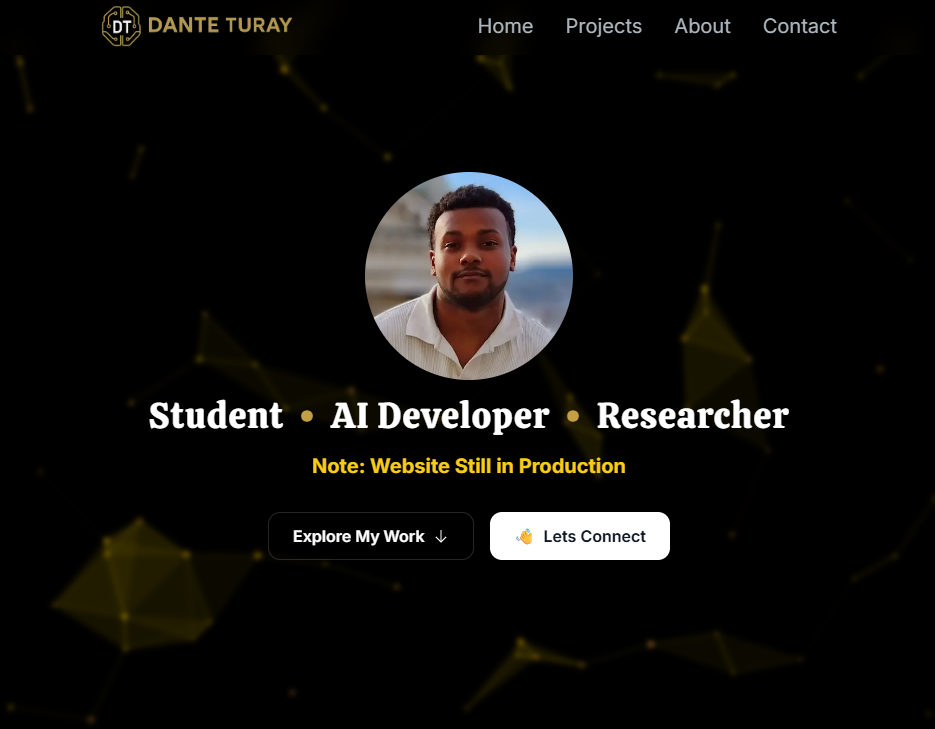 DT DANTE TURAY Home Projects About Contact
Student • AI Developer • Researcher
Note: Website Still in Production
Explore My Work ↓ 👋 Lets Connect